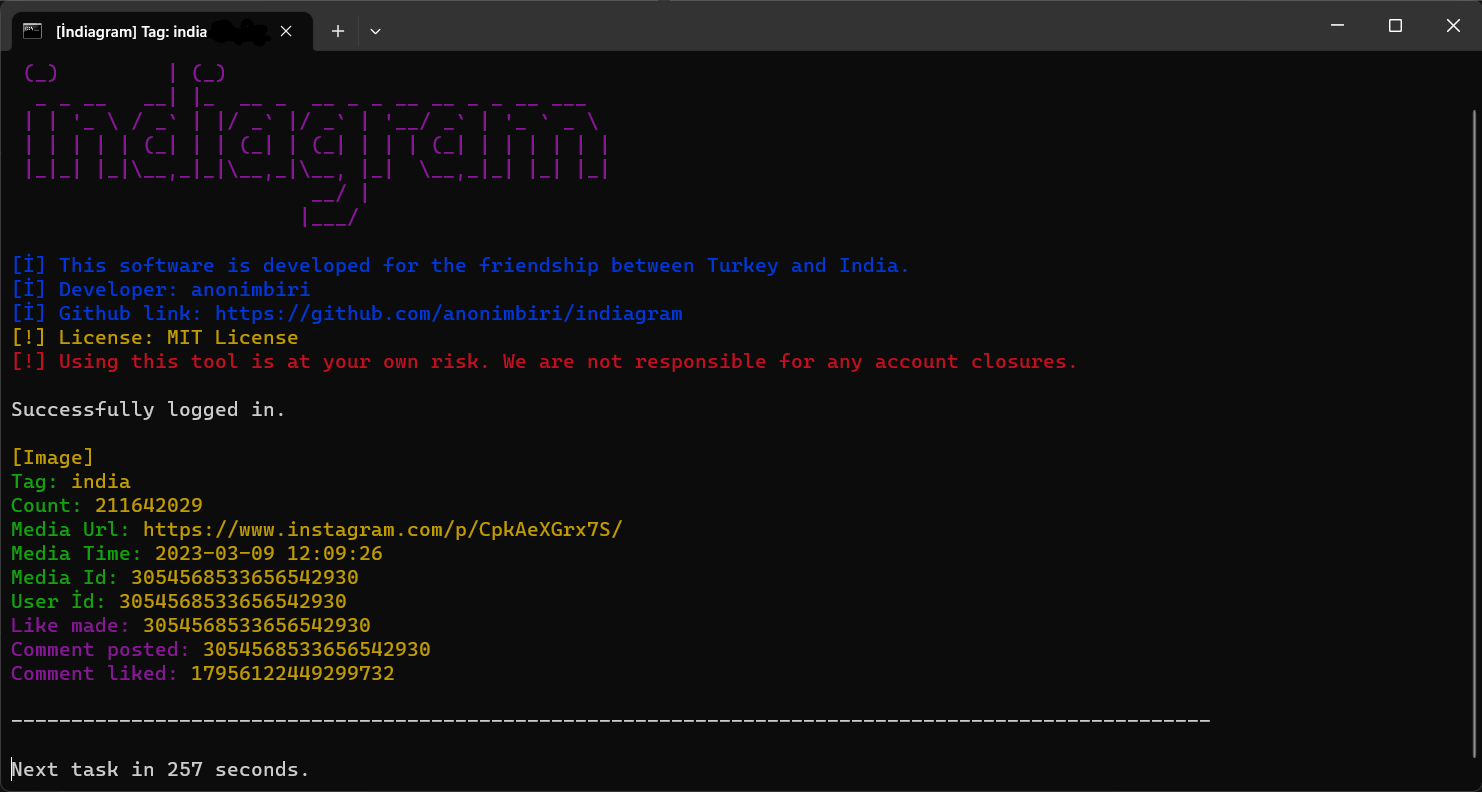 [İndiagram] Tag: india
indiagram
[İ] This software is developed for the friendship between Turkey and India.
[İ] Developer: anonimbiri
[İ] Github link: https://github.com/anonimbiri/indiagram
[!] License: MIT License
[!] Using this tool is at your own risk. We are not responsible for any account closures.
Successfully logged in.
[Image]
Tag: india
Count: 211642029
Media Url: https://www.instagram.com/p/CpkAeXGrx7S/
Media Time: 2023-03-09 12:09:26
Media Id: 3054568533656542930
User İd: 3054568533656542930
Like made: 3054568533656542930
Comment posted: 3054568533656542930
Comment liked: 17956122449299732
Next task in 257 seconds.